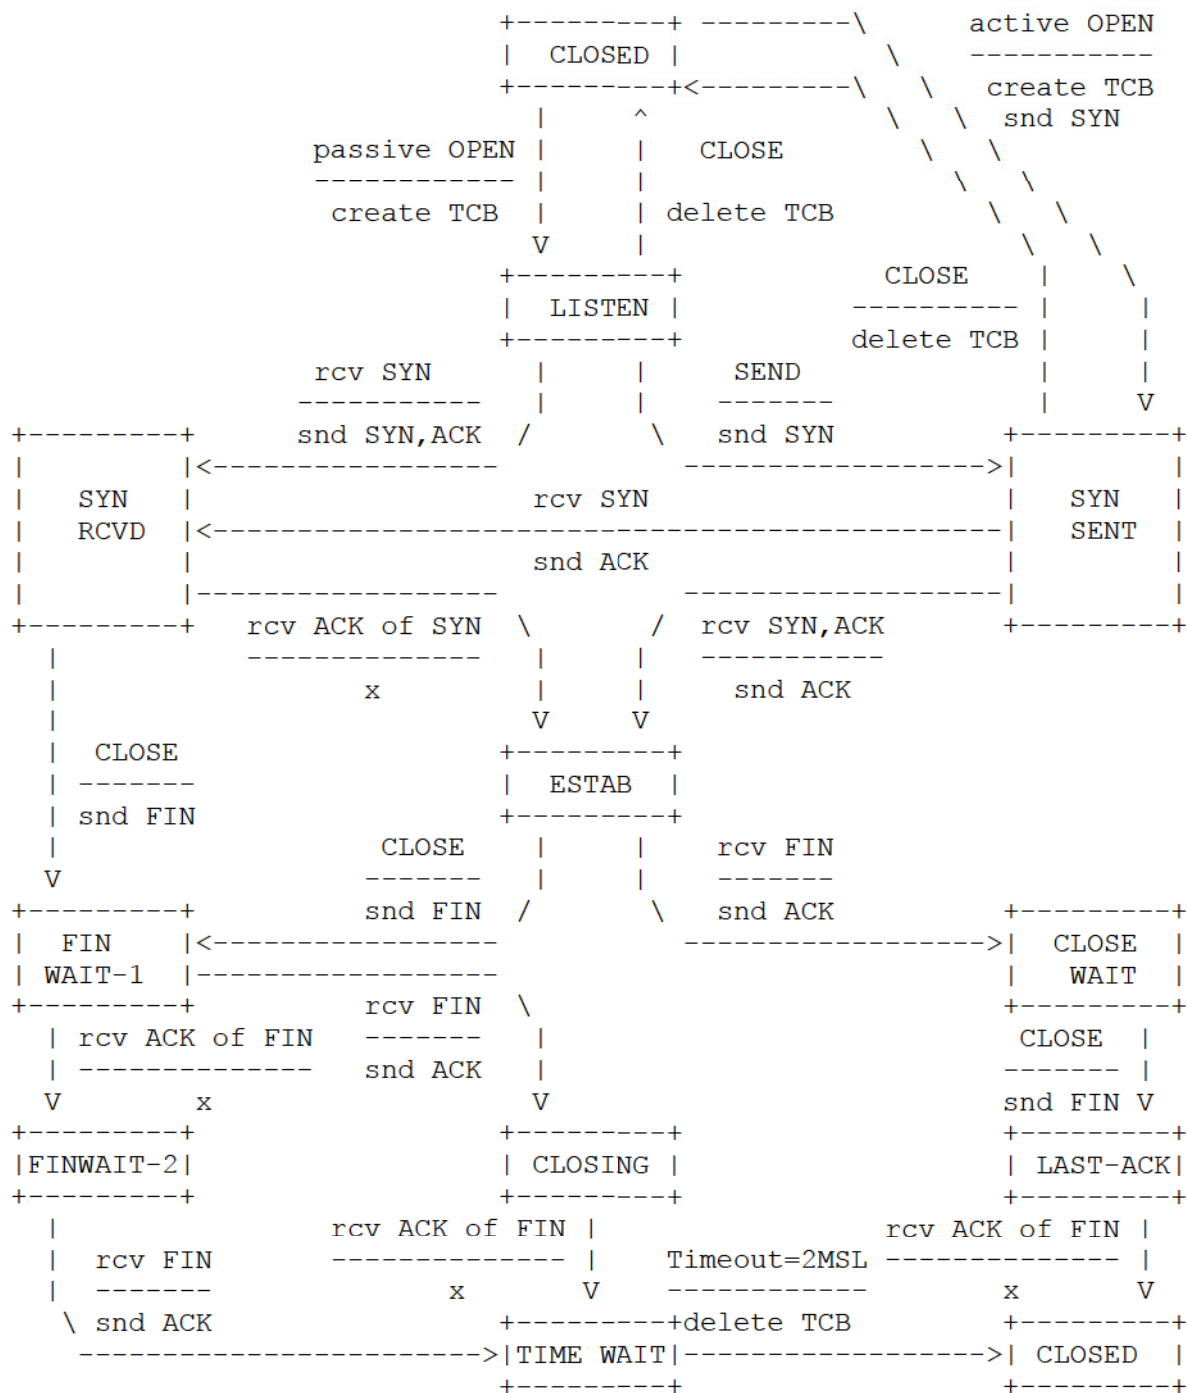 +---------+ ---------\      active OPEN
|  CLOSED |            \    -----------
+---------+<---------\   \   create TCB
|     ^              \   \  snd SYN
passive OPEN |     |   CLOSE        \   \
------------ |     |                 \   \
create TCB  |     | delete TCB         \   \
V     |                      \   \
+---------+            CLOSE    |    \
|  LISTEN |          ---------- |     |
+---------+          delete TCB |     |
rcv SYN      |     |     SEND              |     |
-----------   |     |    -------            |     V
+---------+      snd SYN,ACK  /       \   snd SYN          +---------+
|         |<-----------------           ------------------>|         |
|   SYN   |                    rcv SYN                     |   SYN   |
|   RCVD  |<-----------------------------------------------|   SENT  |
|         |                    snd ACK                     |         |
|         |------------------           -------------------|         |
+---------+   rcv ACK of SYN  \       /  rcv SYN,ACK       +---------+
|           --------------   |     |   -----------
|                  x         |     |     snd ACK
|                            V     V
|  CLOSE                   +---------+
| -------                  |  ESTAB  |
| snd FIN                  +---------+
|                   CLOSE    |     |    rcv FIN
V                  -------   |     |    -------
+---------+          snd FIN  /       \   snd ACK          +---------+
|  FIN    |<-----------------           ------------------>|  CLOSE  |
| WAIT-1  |------------------                              |   WAIT  |
+---------+          rcv FIN  \                            +---------+
| rcv ACK of FIN   -------   |                            CLOSE  |
| --------------   snd ACK   |                           ------- |
V        x                   V                           snd FIN V
+---------+                  +---------+                   +---------+
|FINWAIT-2|                  | CLOSING |                   | LAST-ACK|
+---------+                  +---------+                   +---------+
|                rcv ACK of FIN |                 rcv ACK of FIN |
|  rcv FIN       -------------- |    Timeout=2MSL -------------- |
|  -------              x       V    ------------        x       V
\ snd ACK                 +---------+delete TCB         +---------+
------------------------>|TIME WAIT|------------------>| CLOSED  |
+---------+                   +---------+